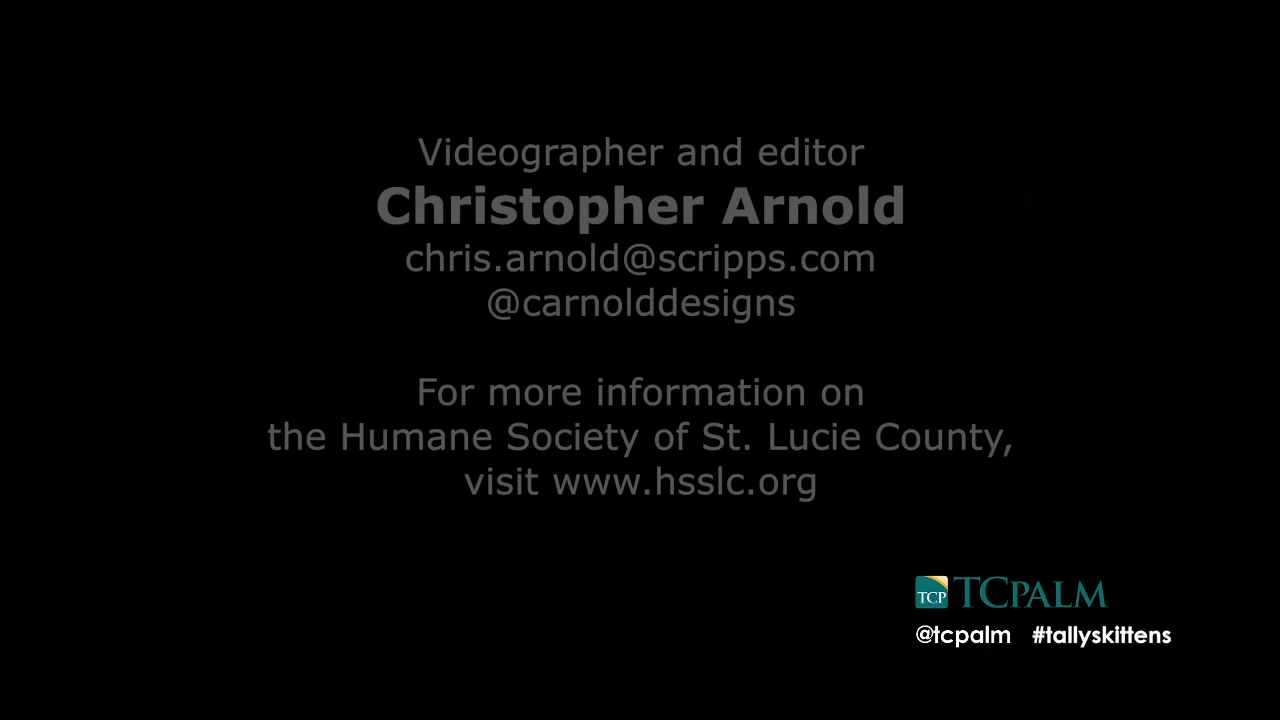 Videographer and editor
Christopher Arnold
chris.arnold@scripps.com
@carnolddesigns
For more information on
the Humane Society of St. Lucie County,
visit www.hsslc.org
TCP TCPALM
@tcpalm #tallyskittens